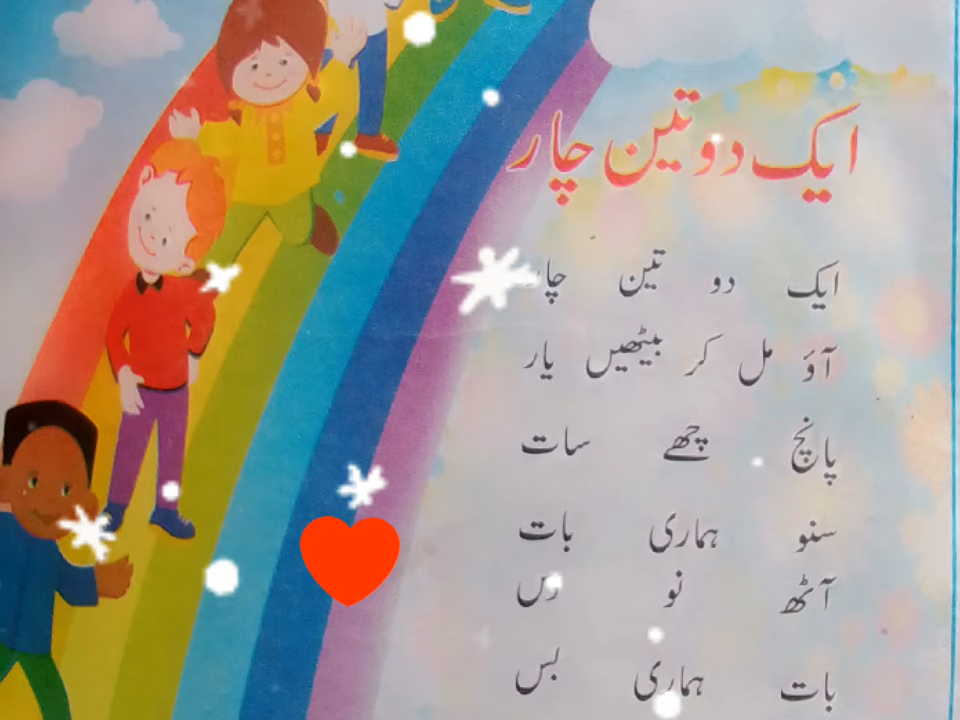 ایک دو تین چار
ایک دو تین چار
آؤ مل کر بیٹھیں یار
پانچ چھے سات
سنو ہماری بات
آٹھ نو دس
بات ہماری بس